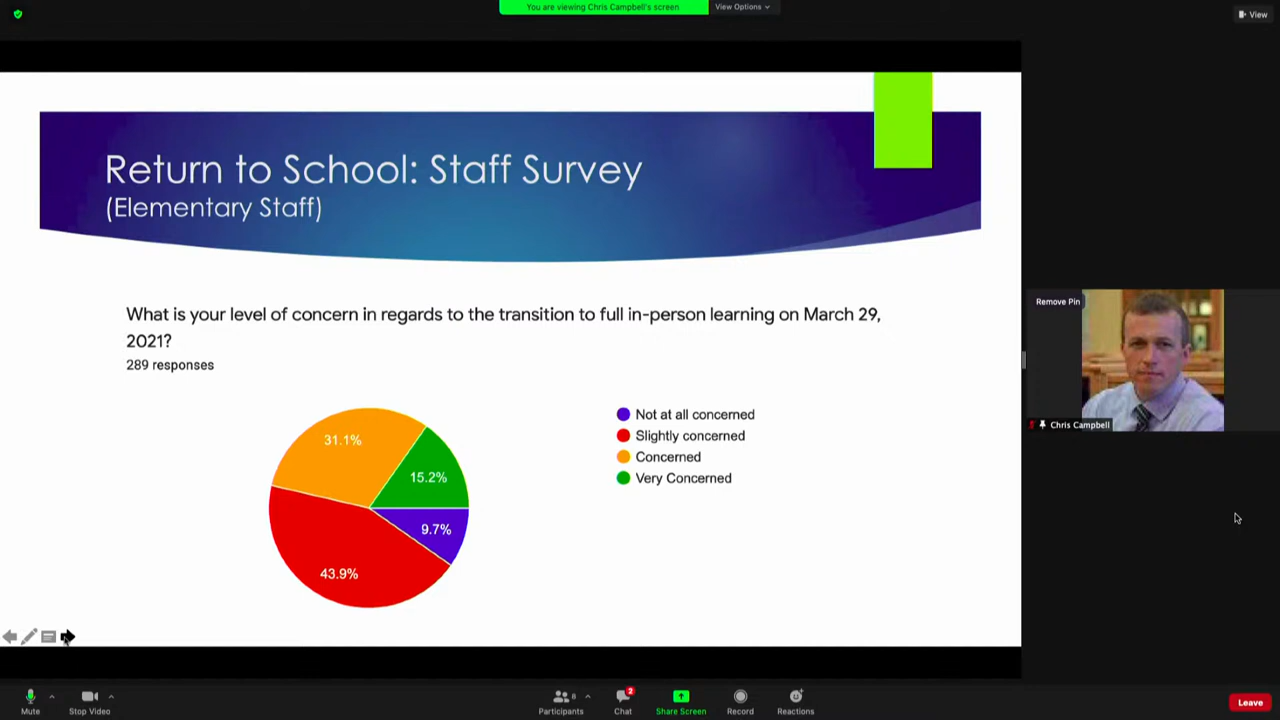 You are viewing Chris Campbell's screen
View Options
View
Return to School: Staff Survey
(Elementary Staff)
What is your level of concern in regards to the transition to full in-person learning on March 29,
2021?
289 responses
31.1%
15.2%
9.7%
43.9%
Not at all concerned
Slightly concerned
Concerned
Very Concerned
Remove Pin
Chris Campbell
Mute
Stop Video
8
Participants
2
Chat
Share Screen
Record
Reactions
Leave